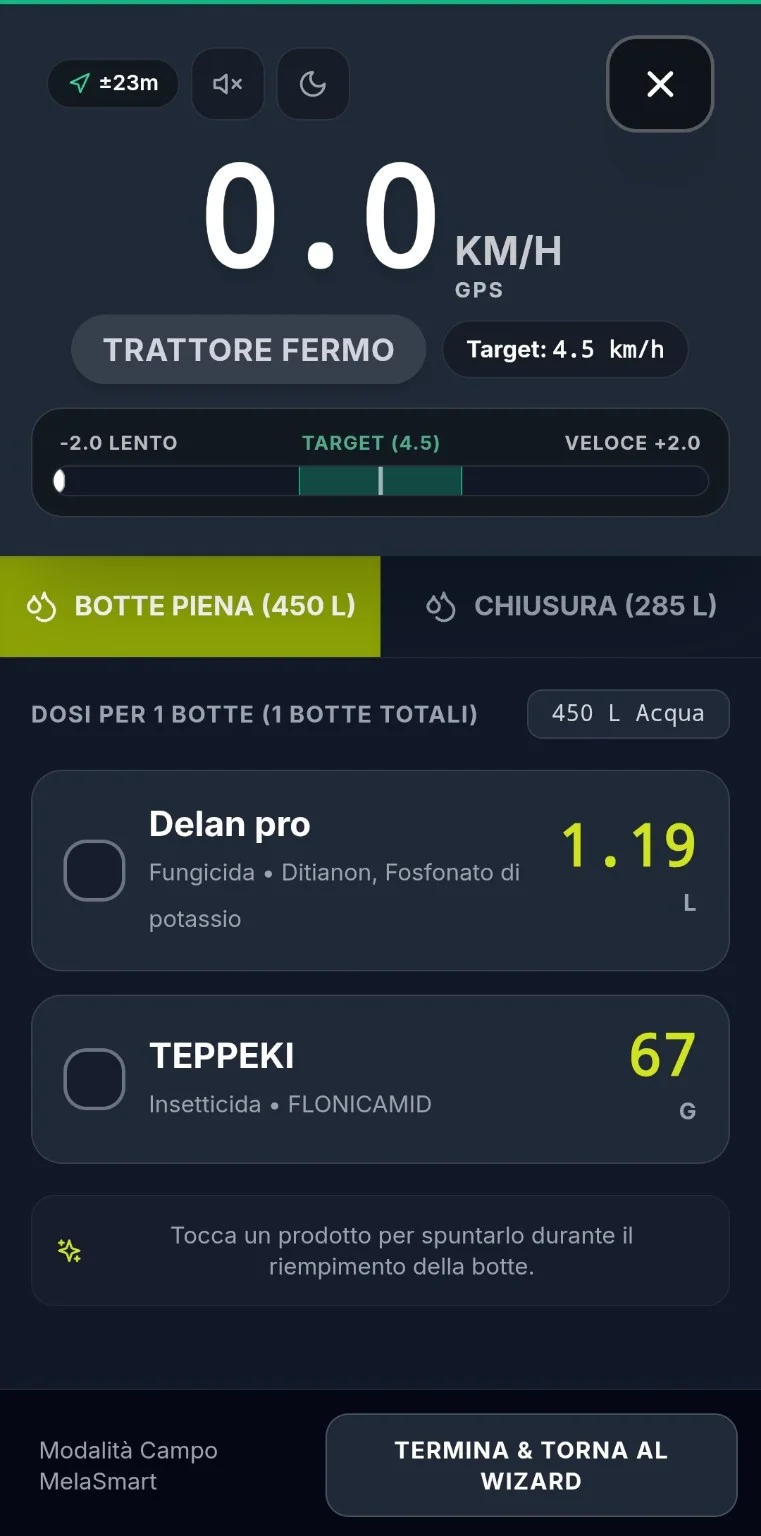 ±23m
0.0 KM/H
GPS
TRATTORE FERMO
Target: 4.5 km/h
-2.0 LENTO
TARGET (4.5)
VELOCE +2.0
BOTTE PIENA (450 L)
CHIUSURA (285 L)
DOSI PER 1 BOTTE (1 BOTTE TOTALI)
450 L Acqua
Delan pro
Fungicida • Ditianon, Fosfonato di
potassio
1.19
L
TEPPEKI
Insetticida • FLONICAMID
67
G
Tocca un prodotto per spuntarlo durante il
riempimento della botte.
Modalità Campo
MelaSmart
TERMINA & TORNA AL
WIZARD